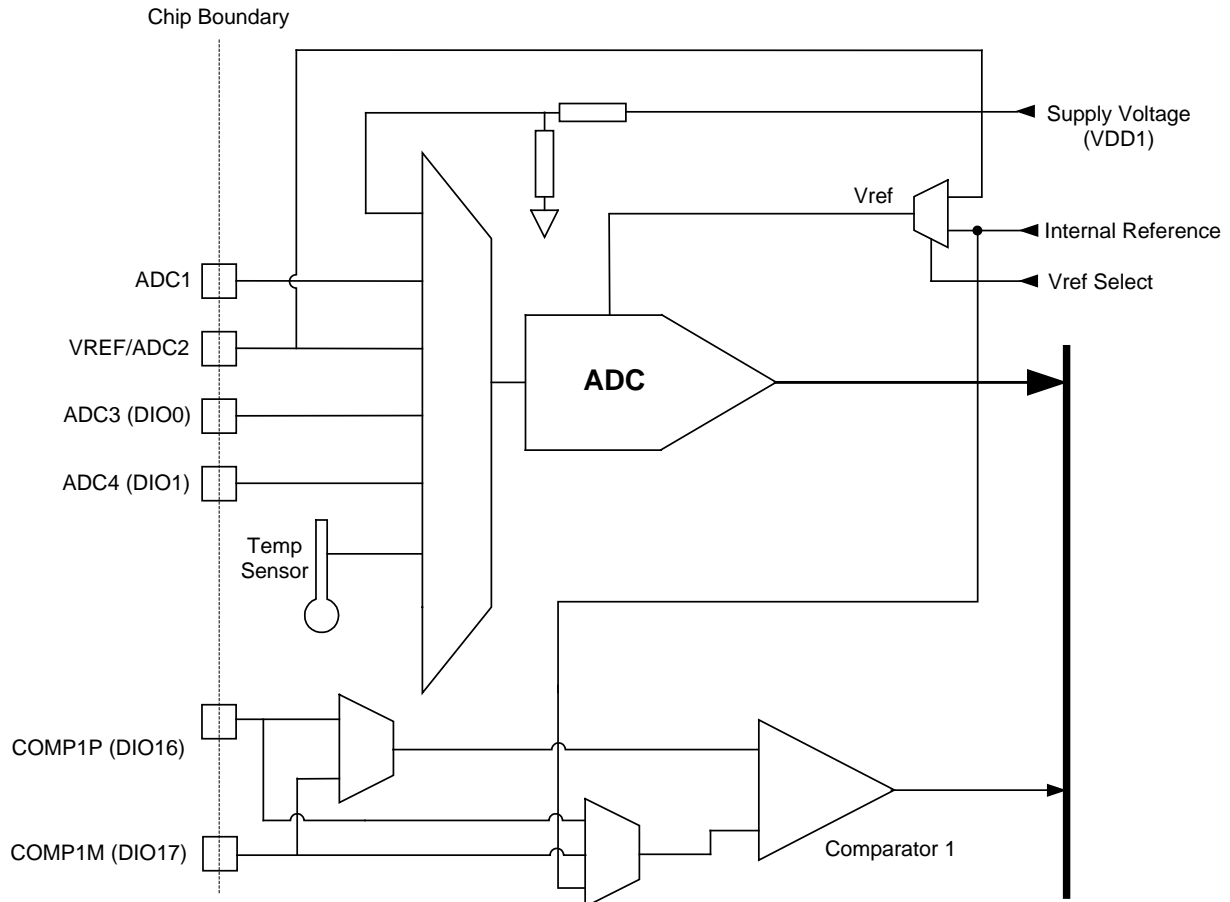 Chip Boundary
Supply Voltage
(VDD1)
Vref
Internal Reference
ADC1
Vref Select
VREF/ADC2
ADC
ADC3 (DIO0)
ADC4 (DIO1)
Temp
Sensor
COMP1P (DIO16)
COMP1M (DIO17)
Comparator 1